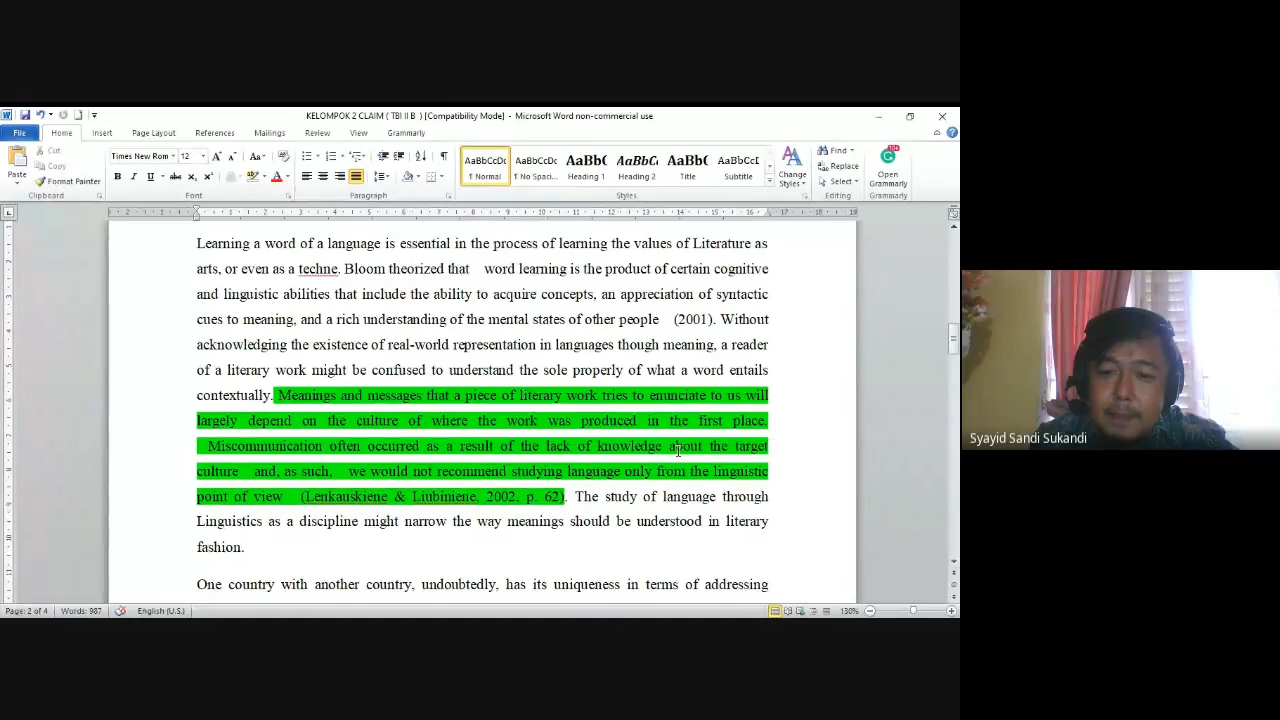 KELOMPOK 2 CLAIM ( TBI II B ) [Compatibility Mode] - Microsoft Word non-commercial use
File Home Insert Page Layout References Mailings Review View Grammarly
Paste
Cut
Copy
Format Painter
Clipboard
Times New Rom 12
Font
Paragraph
AaBbCcDc AaBbCcDc AaBbC AaBbCc AaBbC AaBbCcI
¶ Normal ¶ No Spaci... Heading 1 Heading 2 Title Subtitle
Change Styles
Styles
Find
Replace
Select
Editing
Open Grammarly
Grammarly
Learning a word of a language is essential in the process of learning the values of Literature as
arts, or even as a techne. Bloom theorized that word learning is the product of certain cognitive
and linguistic abilities that include the ability to acquire concepts, an appreciation of syntactic
cues to meaning, and a rich understanding of the mental states of other people (2001). Without
acknowledging the existence of real-world representation in languages though meaning, a reader
of a literary work might be confused to understand the sole properly of what a word entails
contextually. Meanings and messages that a piece of literary work tries to enunciate to us will
largely depend on the culture of where the work was produced in the first place.
Miscommunication often occurred as a result of the lack of knowledge about the target
culture and, as such, we would not recommend studying language only from the linguistic
point of view (Lenkauskiene & Liubiniene, 2002, p. 62). The study of language through
Linguistics as a discipline might narrow the way meanings should be understood in literary
fashion.
One country with another country, undoubtedly, has its uniqueness in terms of addressing
Page: 2 of 4 Words: 987 English (U.S.) 130%
Syayid Sandi Sukandi